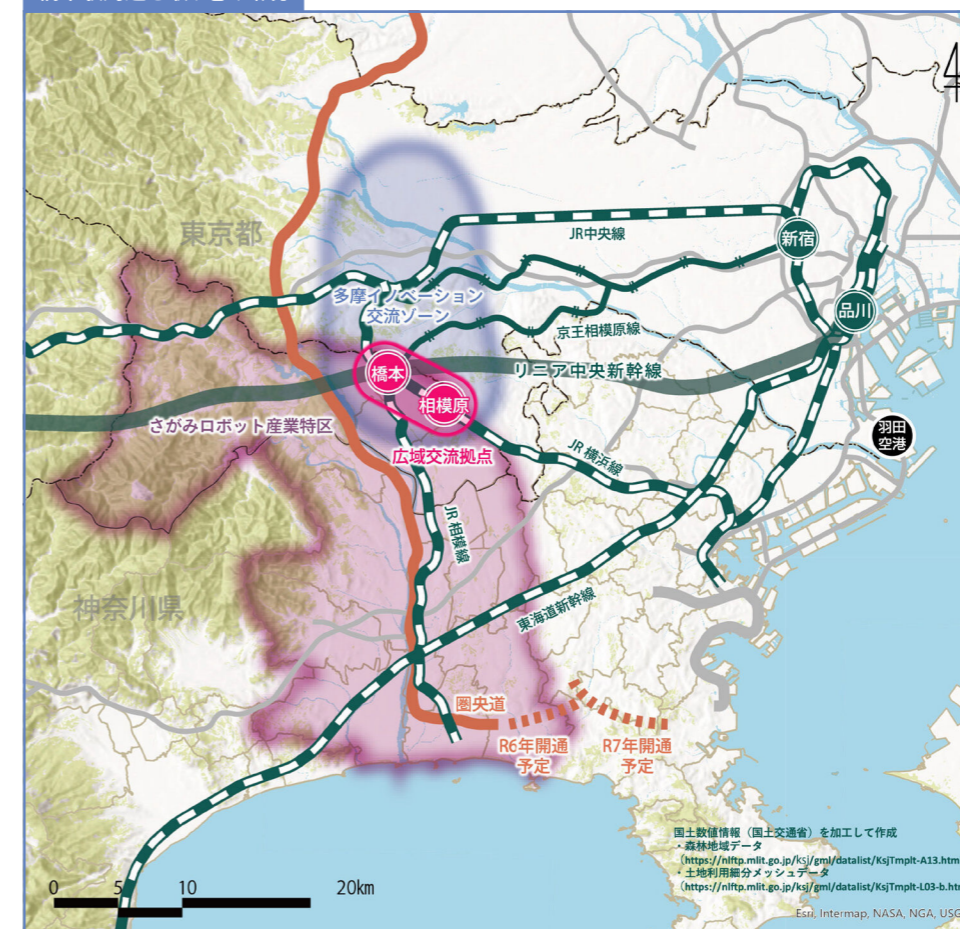 東京都
JR中央線
新宿
多摩イノベーション
交流ゾーン
品川
京王相模原線
橋本
リニア中央新幹線
相模原
さがみロボット産業特区
羽田
空港
広域交流拠点
JR横浜線
JR相模線
神奈川県
東海道新幹線
圏央道
R6年開通
予定
R7年開通
予定
国土数値情報（国土交通省）を加工して作成
・森林地域データ
（https://nlftp.mlit.go.jp/ksj/gml/datalist/KsjTmplt-A13.htm
・土地利用細分メッシュデータ
（https://nlftp.mlit.go.jp/ksj/gml/datalist/KsjTmplt-L03-b.htm
0 5 10 20km
Esri, Intermap, NASA, NGA, USG